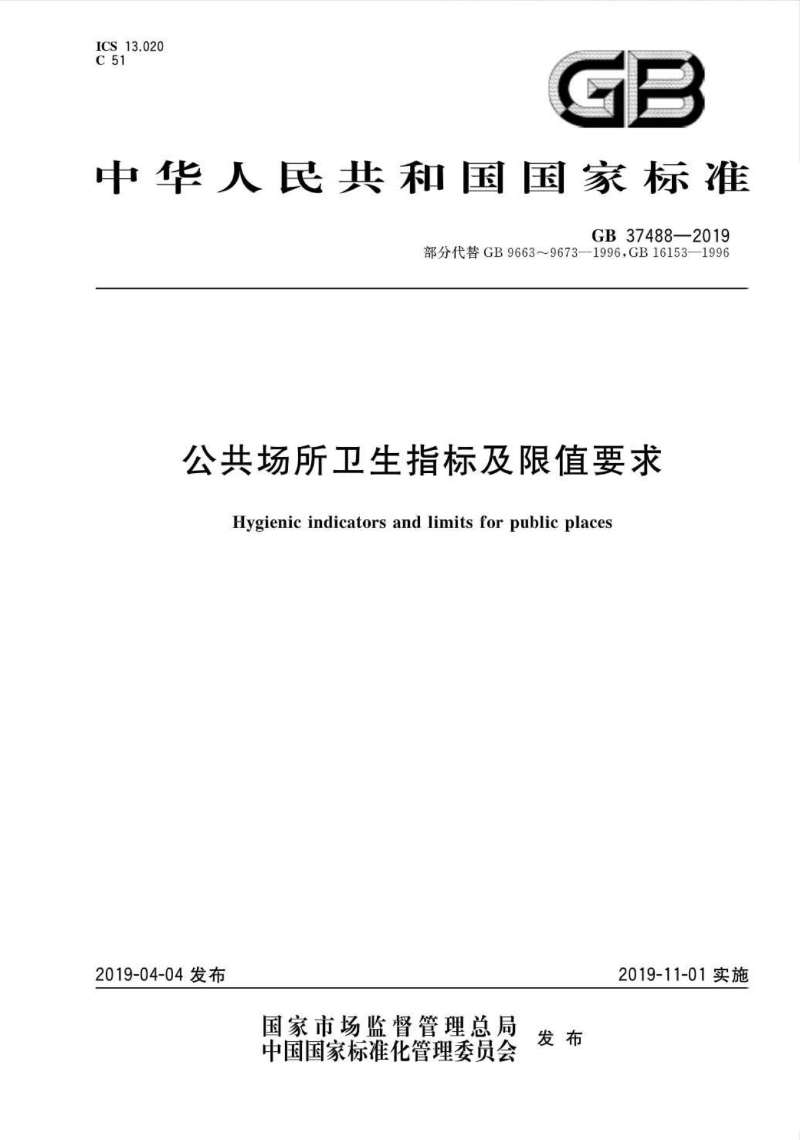 ICS 13.020
C 51
GB
中华人民共和国国家标准
GB 37488—2019
部分代替 GB 9663～9673—1996,GB 16153—1996
公共场所卫生指标及限值要求
Hygienic indicators and limits for public places
2019-04-04 发布
2019-11-01 实施
国家市场监督管理总局
中国国家标准化管理委员会
发布